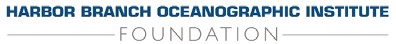 HARBOR BRANCH OCEANOGRAPHIC INSTITUTE
FOUNDATION